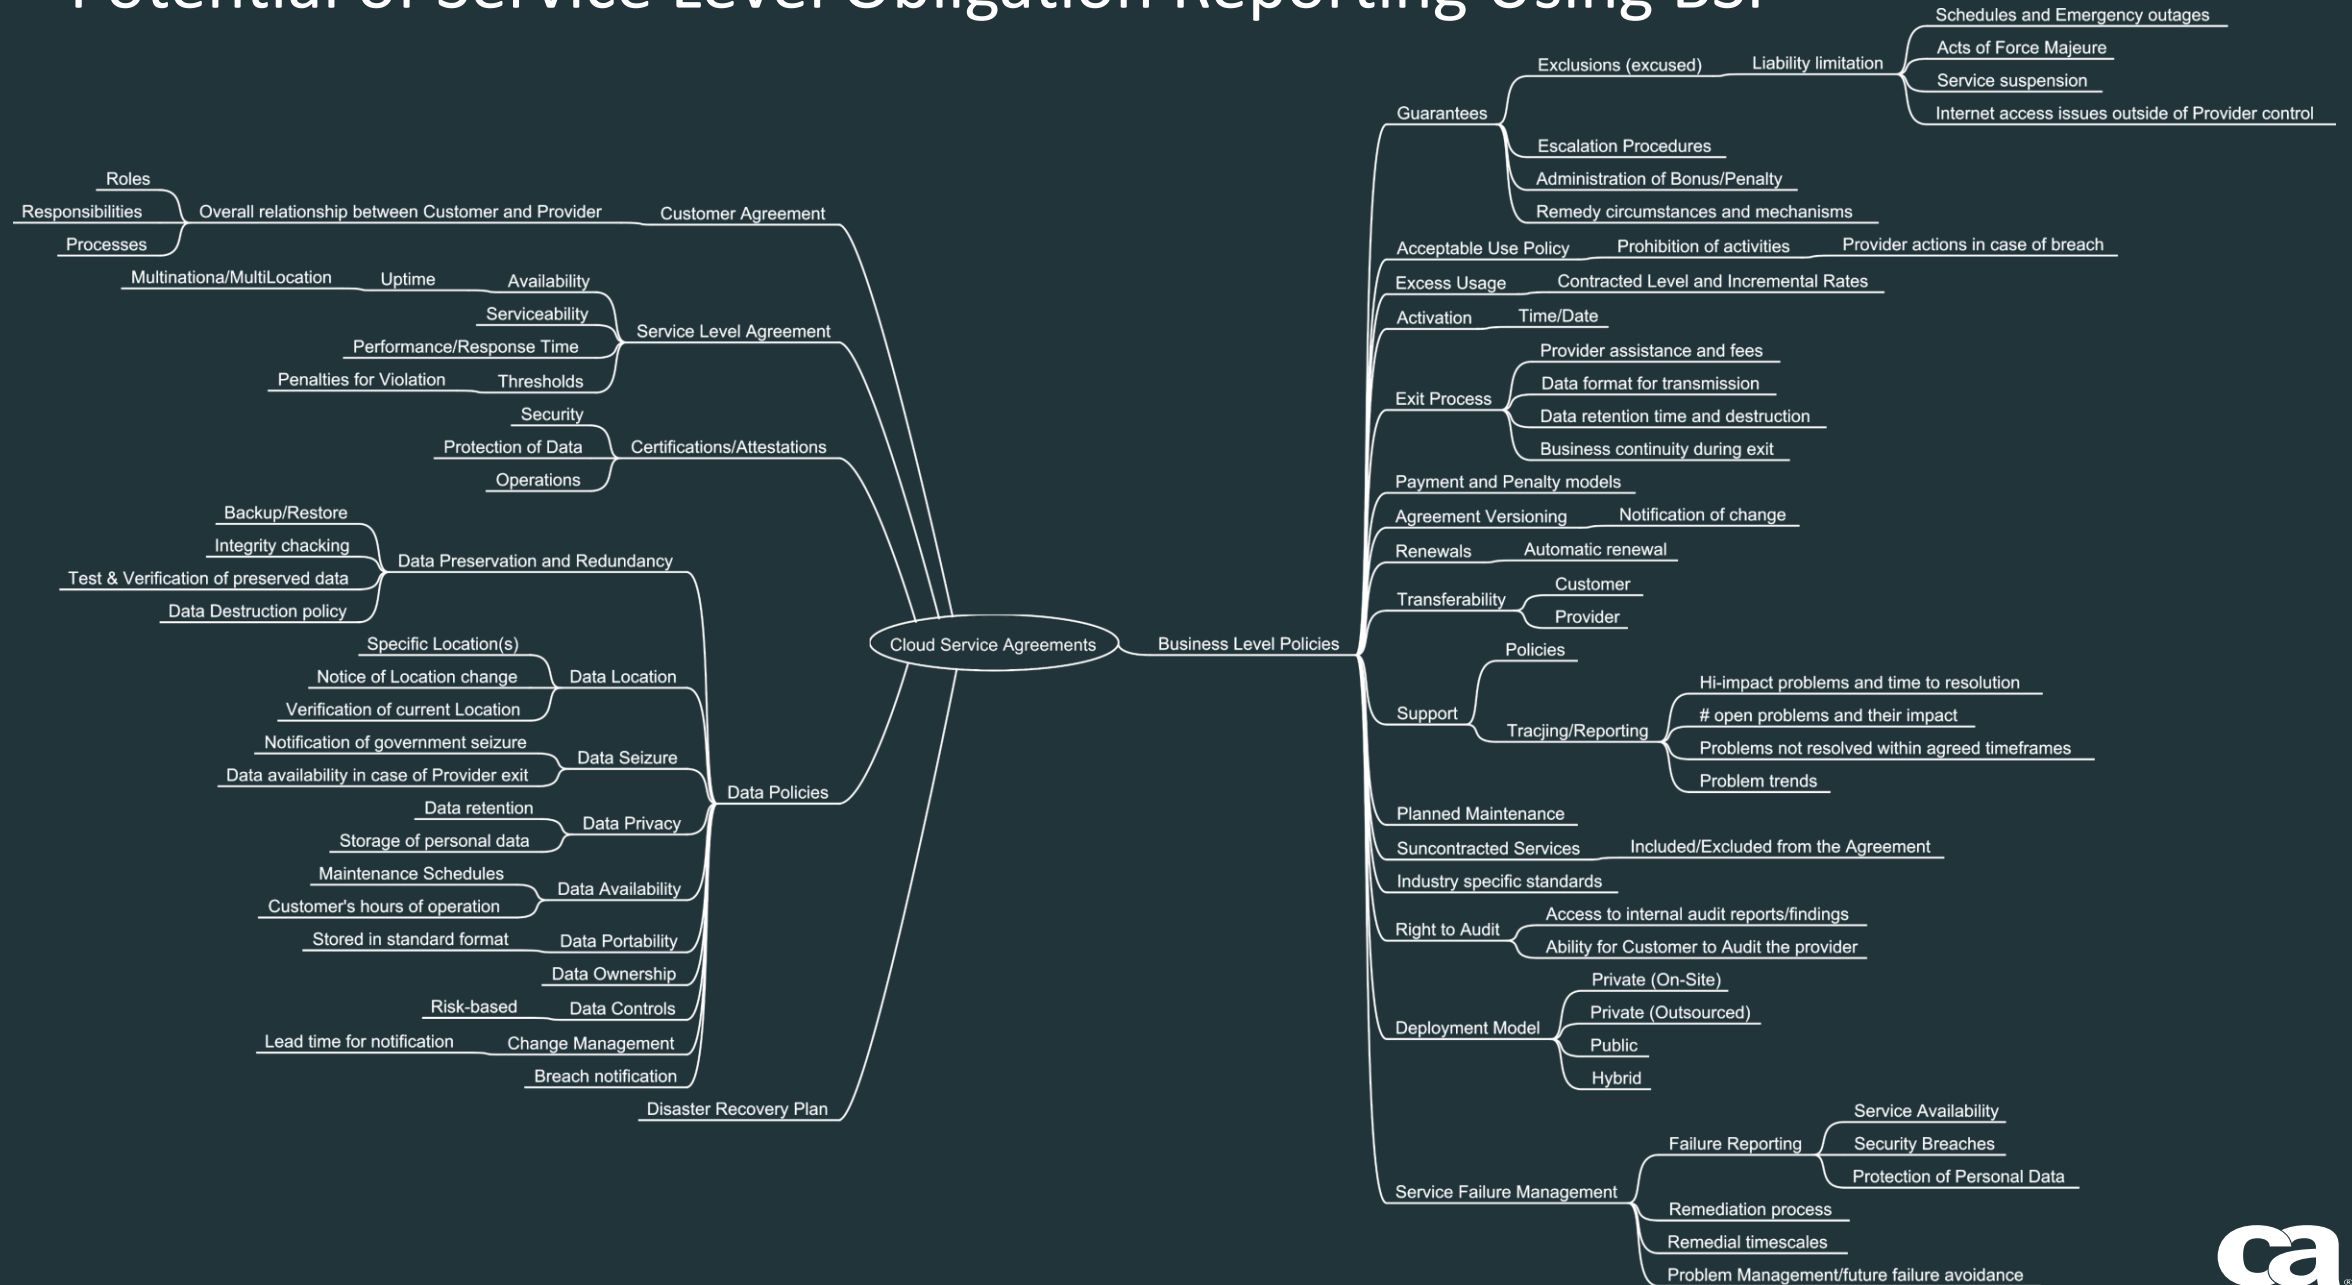 Potential of Service Level Obligation Reporting Using BSI
Cloud Service Agreements
Customer Agreement
Overall relationship between Customer and Provider
Roles
Responsibilities
Processes
Service Level Agreement
Availability
Uptime
Multinationa/MultiLocation
Serviceability
Performance/Response Time
Thresholds
Penalties for Violation
Certifications/Attestations
Security
Protection of Data
Operations
Data Policies
Data Preservation and Redundancy
Backup/Restore
Integrity chacking
Test & Verification of preserved data
Data Destruction policy
Data Location
Specific Location(s)
Notice of Location change
Verification of current Location
Data Seizure
Notification of government seizure
Data availability in case of Provider exit
Data Privacy
Data retention
Storage of personal data
Data Availability
Maintenance Schedules
Customer's hours of operation
Data Portability
Stored in standard format
Data Ownership
Data Controls
Risk-based
Change Management
Lead time for notification
Breach notification
Disaster Recovery Plan
Business Level Policies
Guarantees
Exclusions (excused)
Liability limitation
Schedules and Emergency outages
Acts of Force Majeure
Service suspension
Internet access issues outside of Provider control
Escalation Procedures
Administration of Bonus/Penalty
Remedy circumstances and mechanisms
Acceptable Use Policy
Prohibition of activities
Provider actions in case of breach
Excess Usage
Contracted Level and Incremental Rates
Activation
Time/Date
Exit Process
Provider assistance and fees
Data format for transmission
Data retention time and destruction
Business continuity during exit
Payment and Penalty models
Agreement Versioning
Notification of change
Renewals
Automatic renewal
Transferability
Customer
Provider
Support
Policies
Tracjing/Reporting
Hi-impact problems and time to resolution
# open problems and their impact
Problems not resolved within agreed timeframes
Problem trends
Planned Maintenance
Suncontracted Services
Included/Excluded from the Agreement
Industry specific standards
Right to Audit
Access to internal audit reports/findings
Ability for Customer to Audit the provider
Deployment Model
Private (On-Site)
Private (Outsourced)
Public
Hybrid
Service Failure Management
Failure Reporting
Service Availability
Security Breaches
Protection of Personal Data
Remediation process
Remedial timescales
Problem Management/future failure avoidance
ca